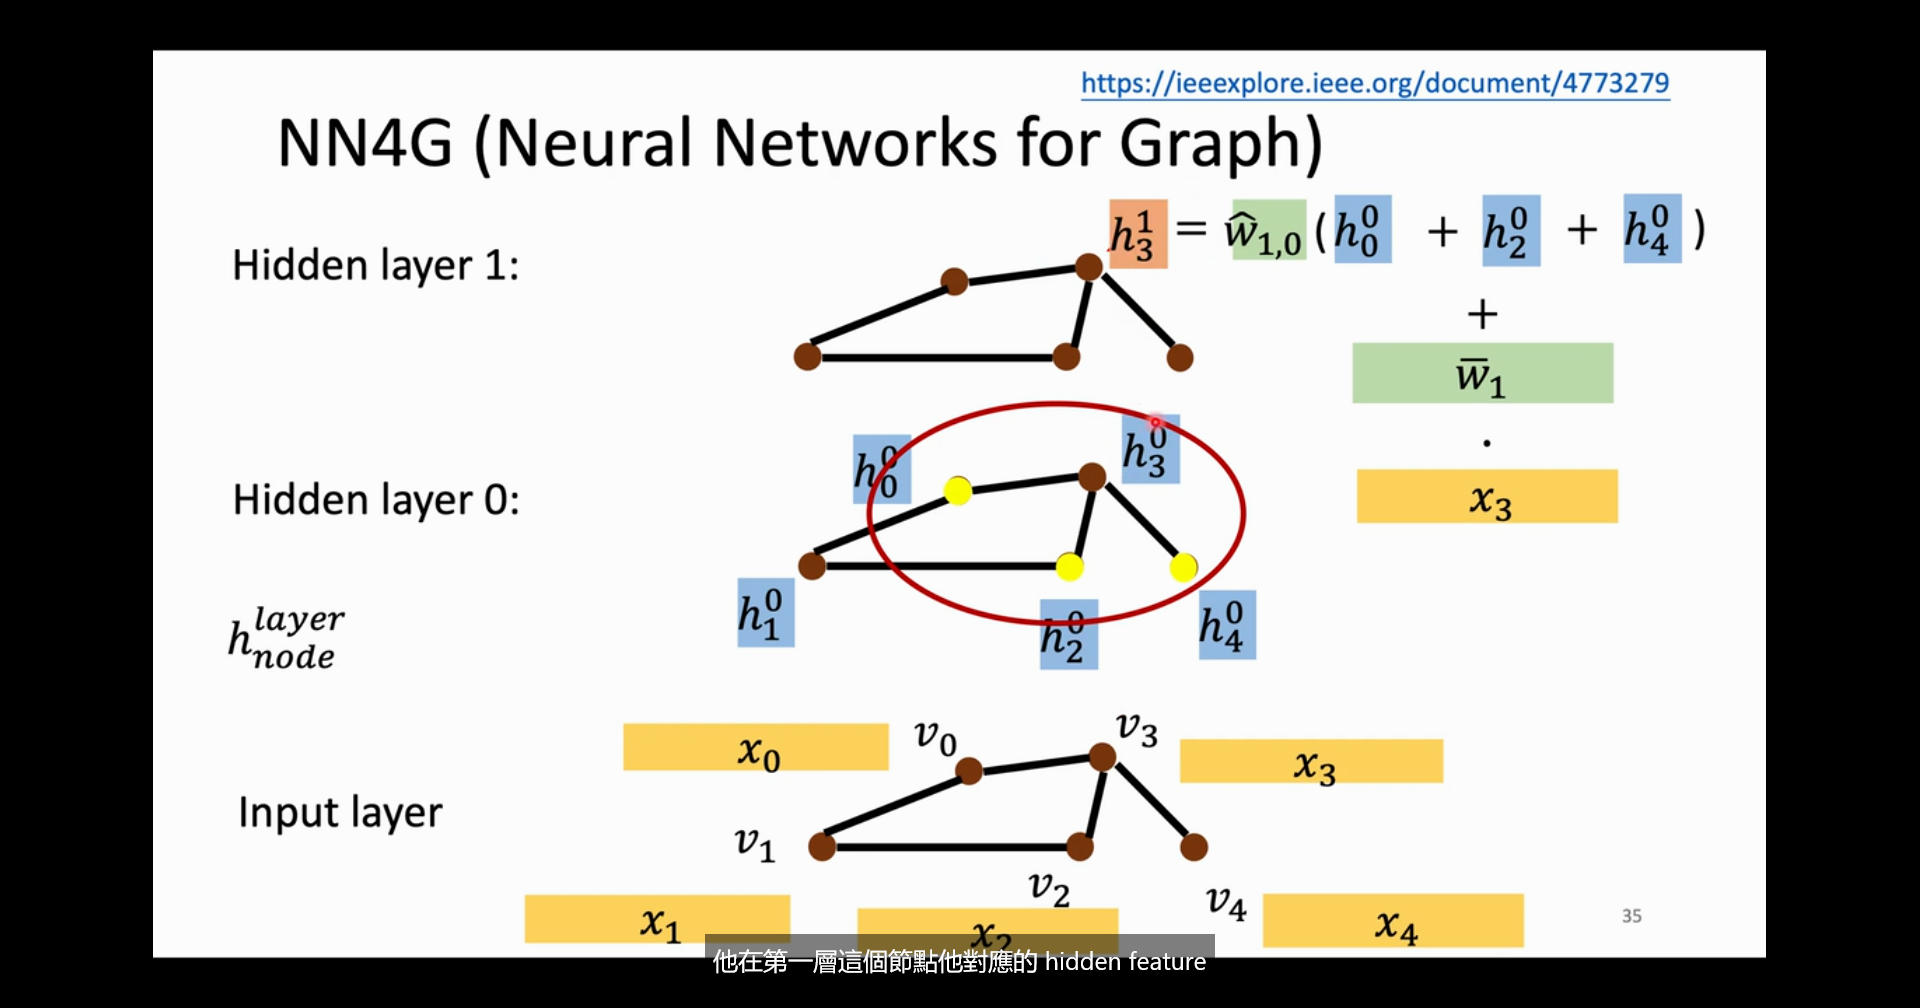 https://ieeexplore.ieee.org/document/4773279
NN4G (Neural Networks for Graph)
Hidden layer 1:
h_3^1 = ŵ_{1,0} ( h_0^0 + h_2^0 + h_4^0 )
+
w̅_1
·
x_3
Hidden layer 0:
h_0^0
h_3^0
h_1^0
h_2^0
h_4^0
h_{node}^{layer}
Input layer
x_0
v_0
v_3
x_3
v_1
v_2
v_4
x_1
x_2
x_4
35
他在第一層這個節點他對應的 hidden feature